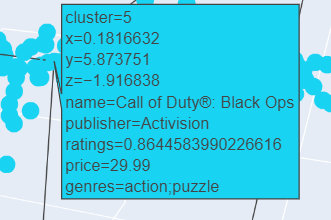 cluster=5
x=0.1816632
y=5.873751
z=−1.916838
name=Call of Duty®: Black Ops
publisher=Activision
ratings=0.8644583990226616
price=29.99
genres=action;puzzle